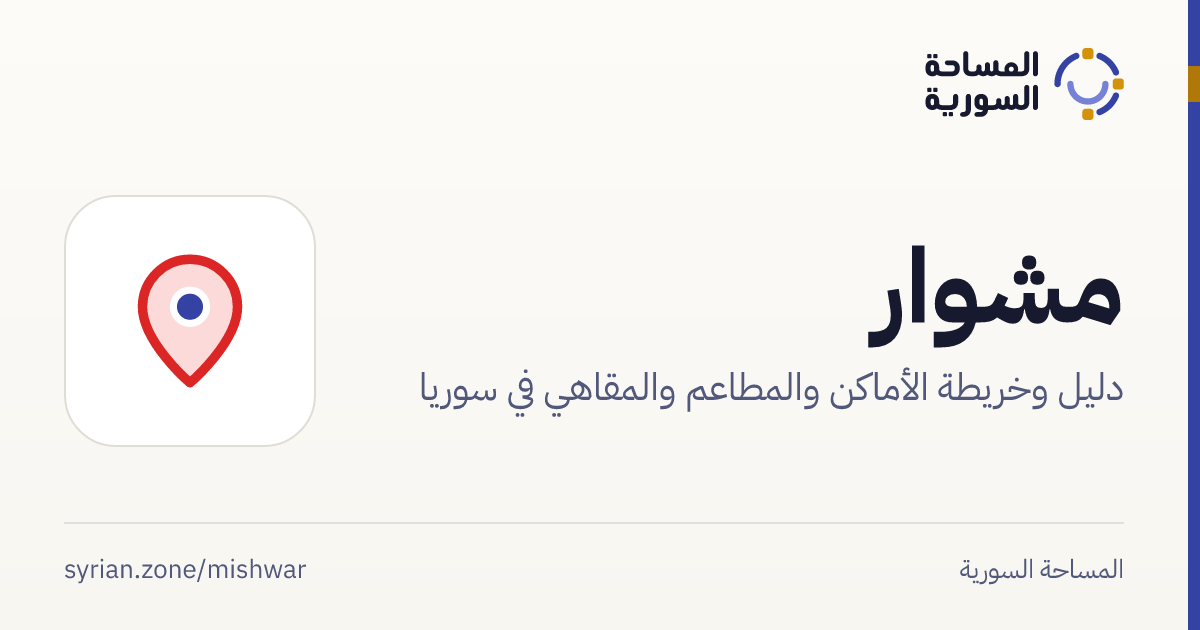 المساحة
السورية
مشوار
دليل وخريطة الأماكن والمطاعم والمقاهي في سوريا
المساحة السورية
syrian.zone/mishwar